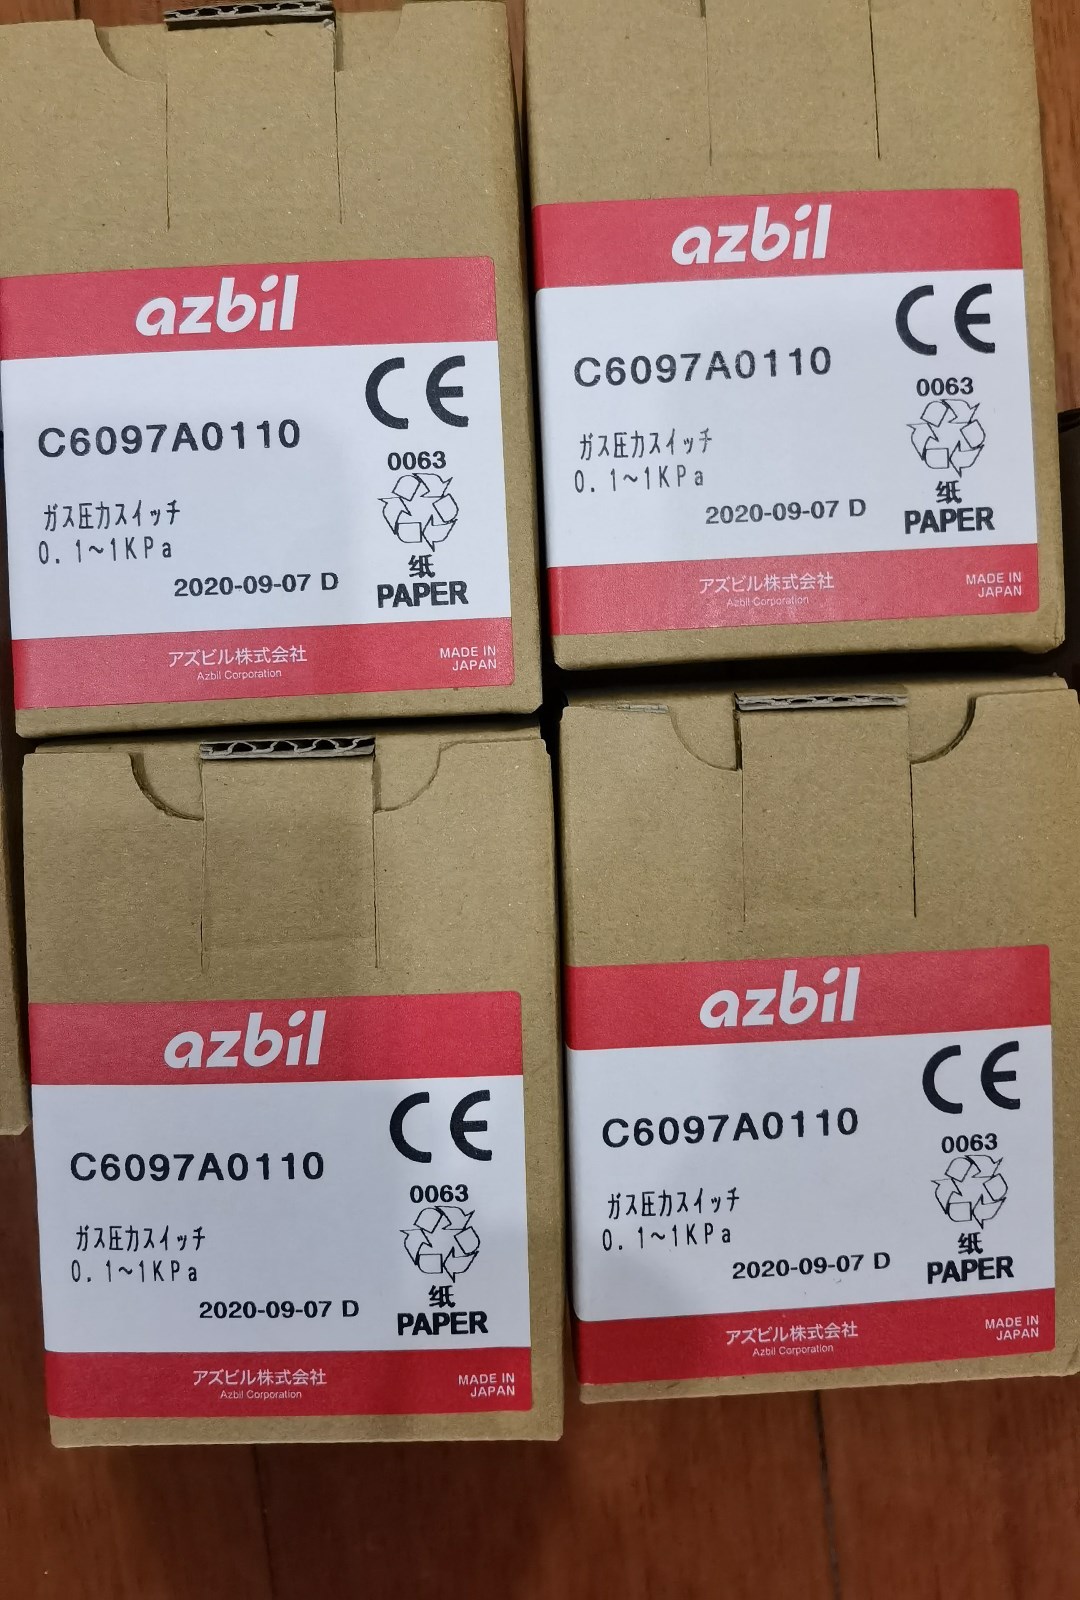 azbil
CE
C6097A0110
0063
ガス圧力スイッチ
0.1~1KPa
纸
2020-09-07 D
PAPER
アズビル株式会社
Azbil Corporation
MADE IN
JAPAN
azbil
CE
C6097A0110
0063
ガス圧力スイッチ
0.1~1KPa
纸
2020-09-07 D
PAPER
アズビル株式会社
Azbil Corporation
MADE IN
JAPAN
azbil
CE
C6097A0110
0063
ガス圧力スイッチ
0.1~1KPa
纸
2020-09-07 D
PAPER
アズビル株式会社
Azbil Corporation
MADE IN
JAPAN
azbil
CE
C6097A0110
0063
ガス圧力スイッチ
0.1~1KPa
纸
2020-09-07 D
PAPER
アズビル株式会社
Azbil Corporation
MADE IN
JAPAN